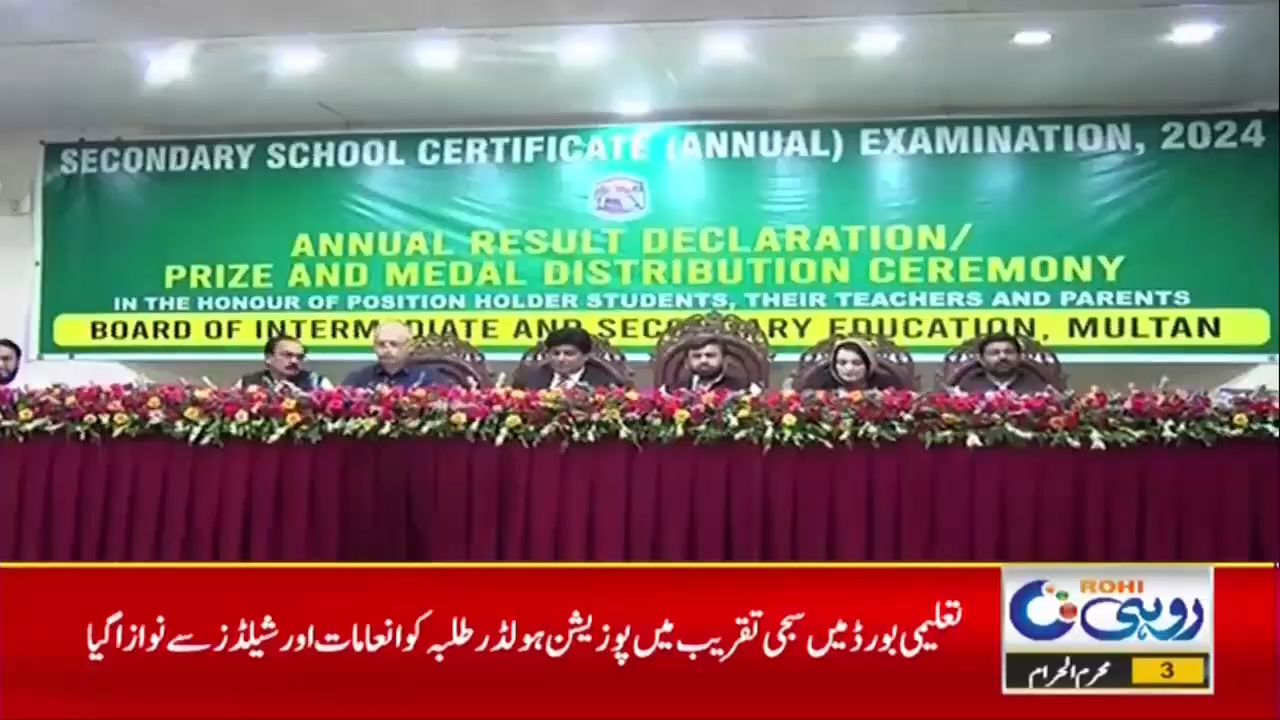 SECONDARY SCHOOL CERTIFICATE (ANNUAL) EXAMINATION, 2024
ANNUAL RESULT DECLARATION/
PRIZE AND MEDAL DISTRIBUTION CEREMONY
IN THE HONOUR OF POSITION HOLDER STUDENTS, THEIR TEACHERS AND PARENTS
BOARD OF INTERMEDIATE AND SECONDARY EDUCATION, MULTAN
تعلیمی بورڈ میں سجی تقریب میں پوزیشن ہولڈر طلبہ کو انعامات اور شیلڈز سے نوازا گیا
ROHI
روہی
3 محرم الحرام